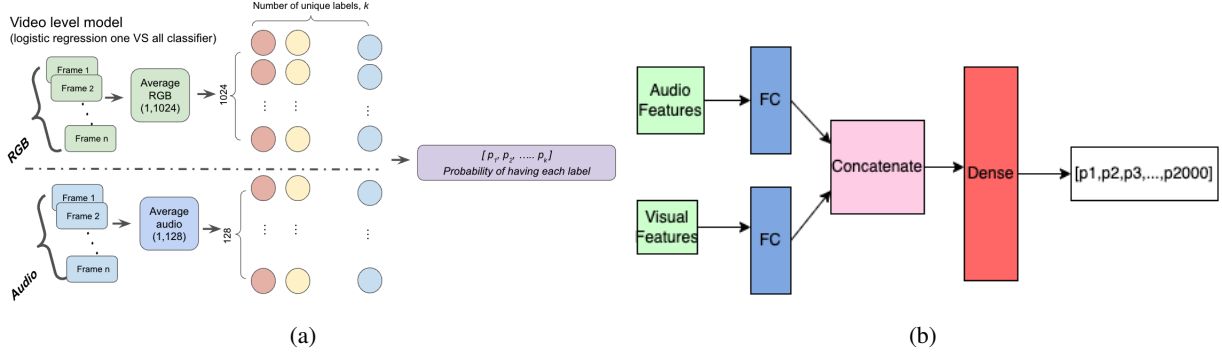 Number of unique labels, k
Video level model
(logistic regression one VS all classifier)
Frame 1
Frame 2
Frame n
RGB
Average
RGB
(1,1024)
1024
[ p1, p2, ….. pk ]
Probability of having each label
Frame 1
Frame 2
Frame n
Audio
Average
audio
(1,128)
128
(a)
Audio
Features
FC
Visual
Features
FC
Concatenate
Dense
[p1,p2,p3,...,p2000]
(b)